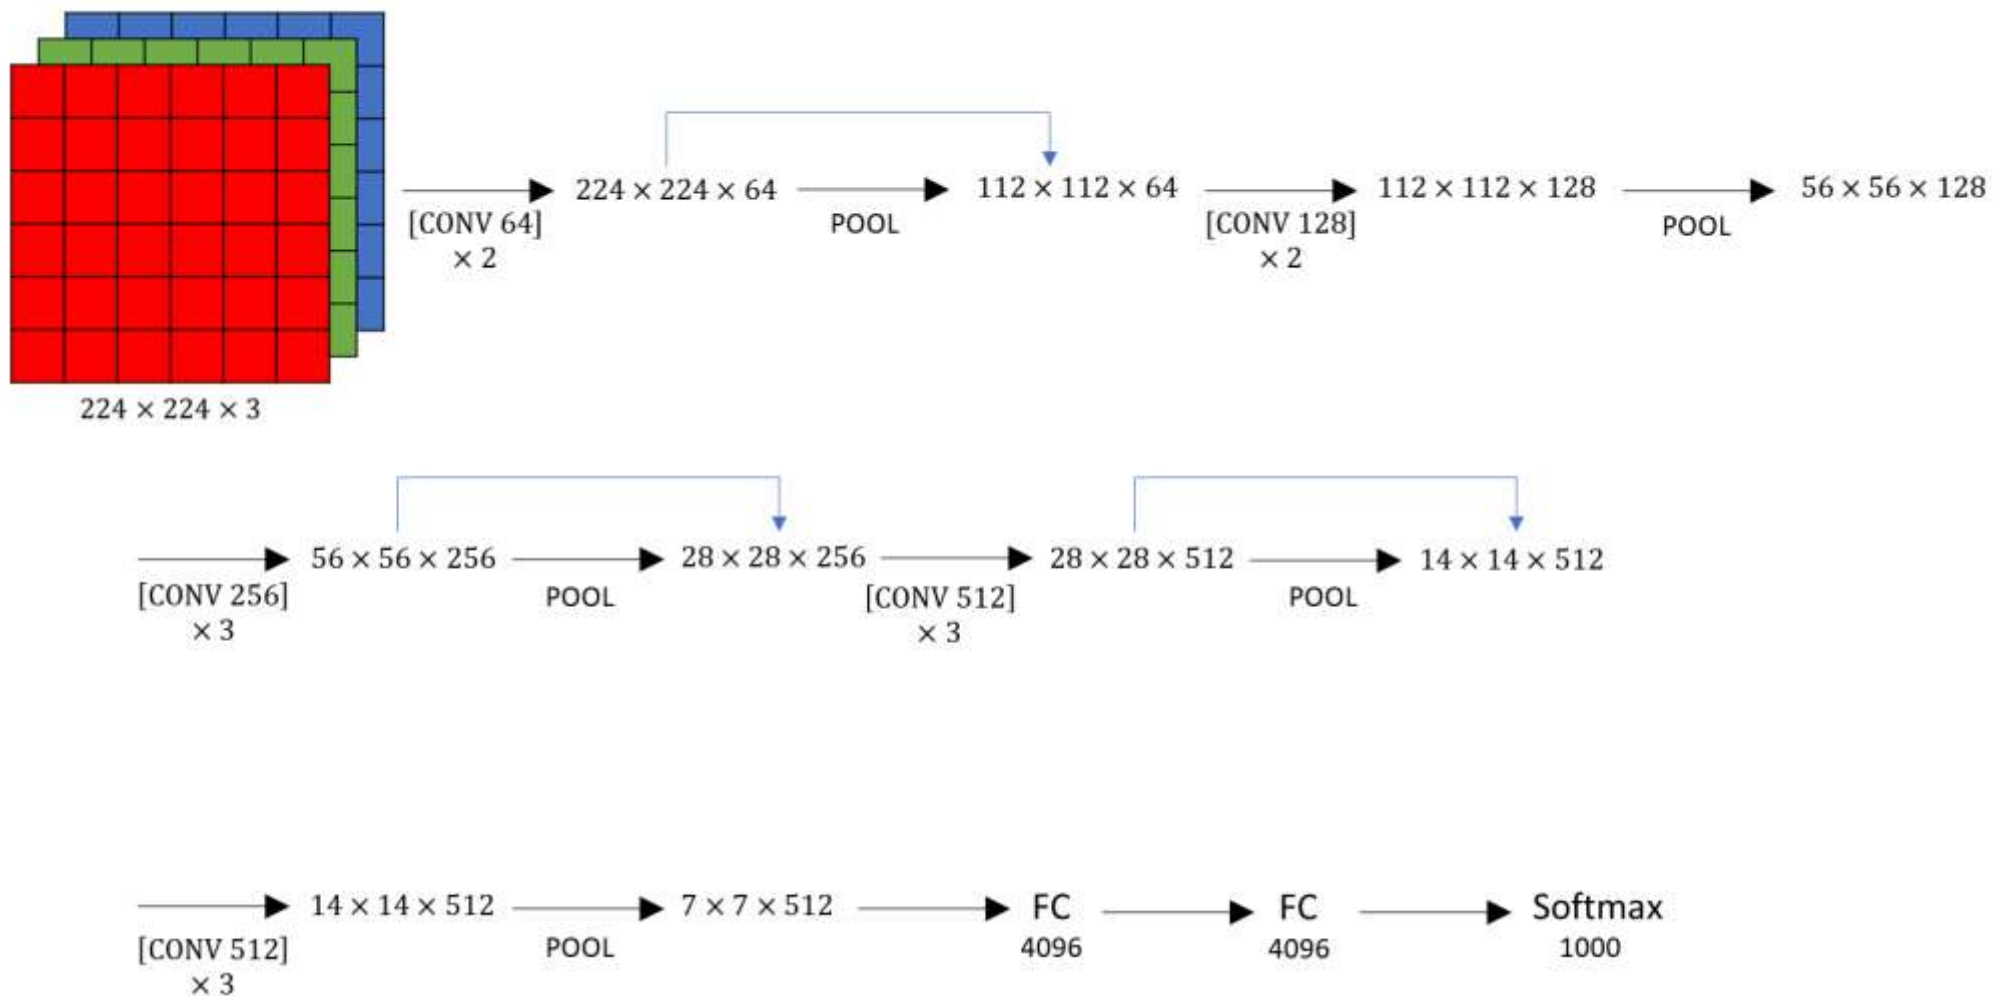 224 × 224 × 3
[CONV 64]
× 2
224 × 224 × 64
POOL
112 × 112 × 64
[CONV 128]
× 2
112 × 112 × 128
POOL
56 × 56 × 128
[CONV 256]
× 3
56 × 56 × 256
POOL
28 × 28 × 256
[CONV 512]
× 3
28 × 28 × 512
POOL
14 × 14 × 512
[CONV 512]
× 3
14 × 14 × 512
POOL
7 × 7 × 512
FC
4096
FC
4096
Softmax
1000